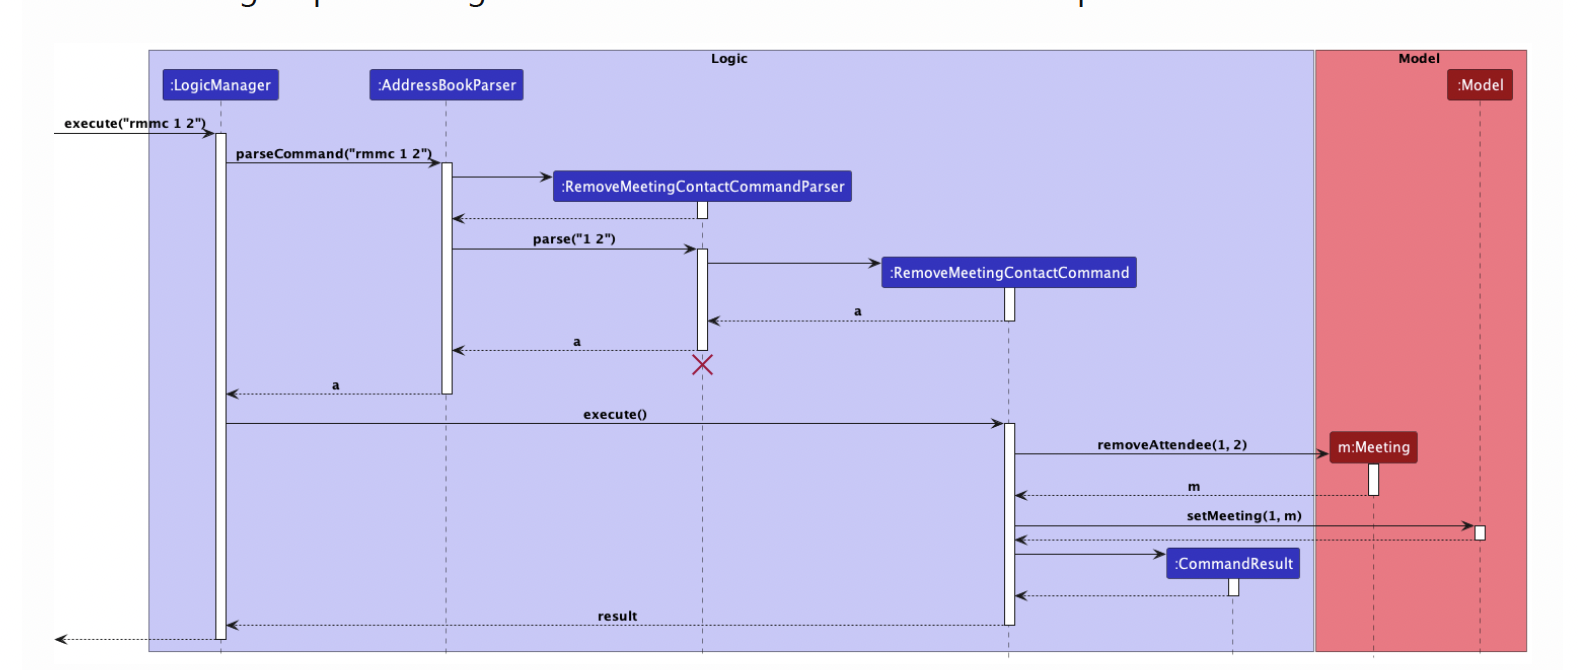 Logic
Model
:LogicManager
:AddressBookParser
:Model
execute("rmmc 1 2")
parseCommand("rmmc 1 2")
:RemoveMeetingContactCommandParser
parse("1 2")
:RemoveMeetingContactCommand
a
a
a
execute()
removeAttendee(1, 2)
m:Meeting
m
setMeeting(1, m)
:CommandResult
result